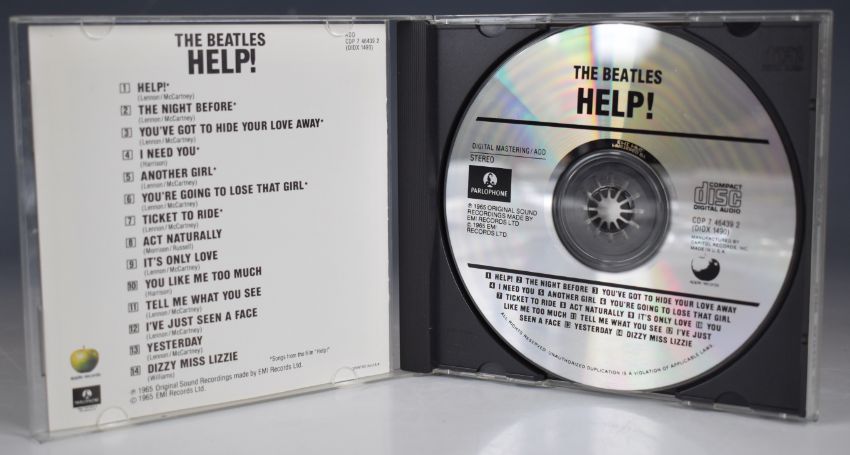 THE BEATLES
HELP!
ADD
CDP 7 46439 2
(DIDX 1490)
1 HELP!*
(Lennon/McCartney)
2 THE NIGHT BEFORE*
(Lennon/McCartney)
3 YOU'VE GOT TO HIDE YOUR LOVE AWAY*
(Lennon/McCartney)
4 I NEED YOU*
(Harrison)
5 ANOTHER GIRL*
(Lennon/McCartney)
6 YOU'RE GOING TO LOSE THAT GIRL*
(Lennon/McCartney)
7 TICKET TO RIDE*
(Lennon/McCartney)
8 ACT NATURALLY
(Morrison/Russell)
9 IT'S ONLY LOVE
(Lennon/McCartney)
10 YOU LIKE ME TOO MUCH
(Harrison)
11 TELL ME WHAT YOU SEE
(Lennon/McCartney)
12 I'VE JUST SEEN A FACE
(Lennon/McCartney)
13 YESTERDAY
(Lennon/McCartney)
14 DIZZY MISS LIZZIE
(Williams)
*Songs from the film "Help!"
apple records
℗ 1965 Original Sound Recordings made by EMI Records Ltd.
© 1965 EMI Records Ltd.
THE BEATLES
HELP!
DIGITAL MASTERING/ADD
STEREO
PARLOPHONE
℗ 1965 ORIGINAL SOUND
RECORDINGS MADE BY
EMI RECORDS LTD.
© 1965 EMI
RECORDS LTD.
COMPACT
disc
DIGITAL AUDIO
CDP 7 46439 2
(DIDX 1490)
MANUFACTURED BY
CAPITOL RECORDS, INC.
MADE IN U.S.A.
apple records
1 HELP! 2 THE NIGHT BEFORE 3 YOU'VE GOT TO HIDE YOUR LOVE AWAY
4 I NEED YOU 5 ANOTHER GIRL 6 YOU'RE GOING TO LOSE THAT GIRL
7 TICKET TO RIDE 8 ACT NATURALLY 9 IT'S ONLY LOVE 10 YOU
LIKE ME TOO MUCH 11 TELL ME WHAT YOU SEE 12 I'VE JUST
SEEN A FACE 13 YESTERDAY 14 DIZZY MISS LIZZIE
ALL RIGHTS RESERVED. UNAUTHORIZED DUPLICATION IS A VIOLATION OF APPLICABLE LAWS.